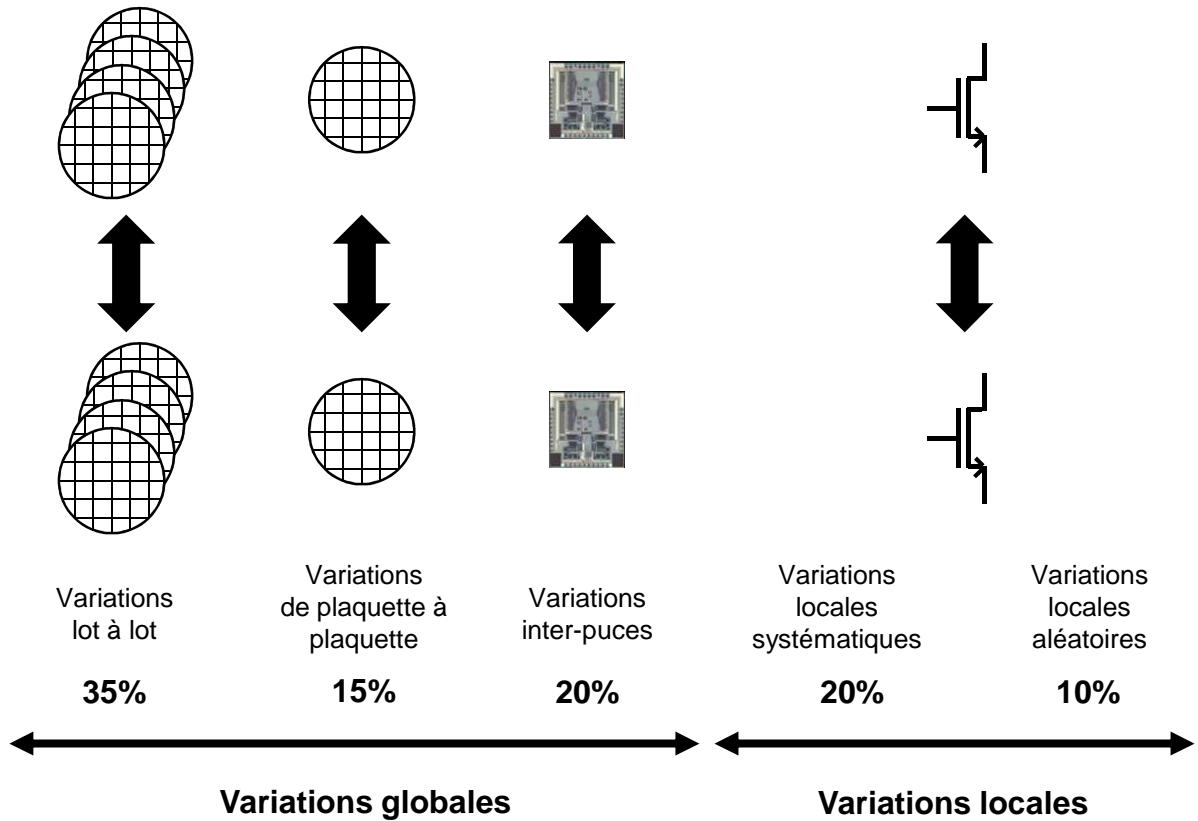 Variations
lot à lot
35%
Variations
de plaquette à
plaquette
15%
Variations
inter-puces
20%
Variations
locales
systématiques
20%
Variations
locales
aléatoires
10%
Variations globales
Variations locales